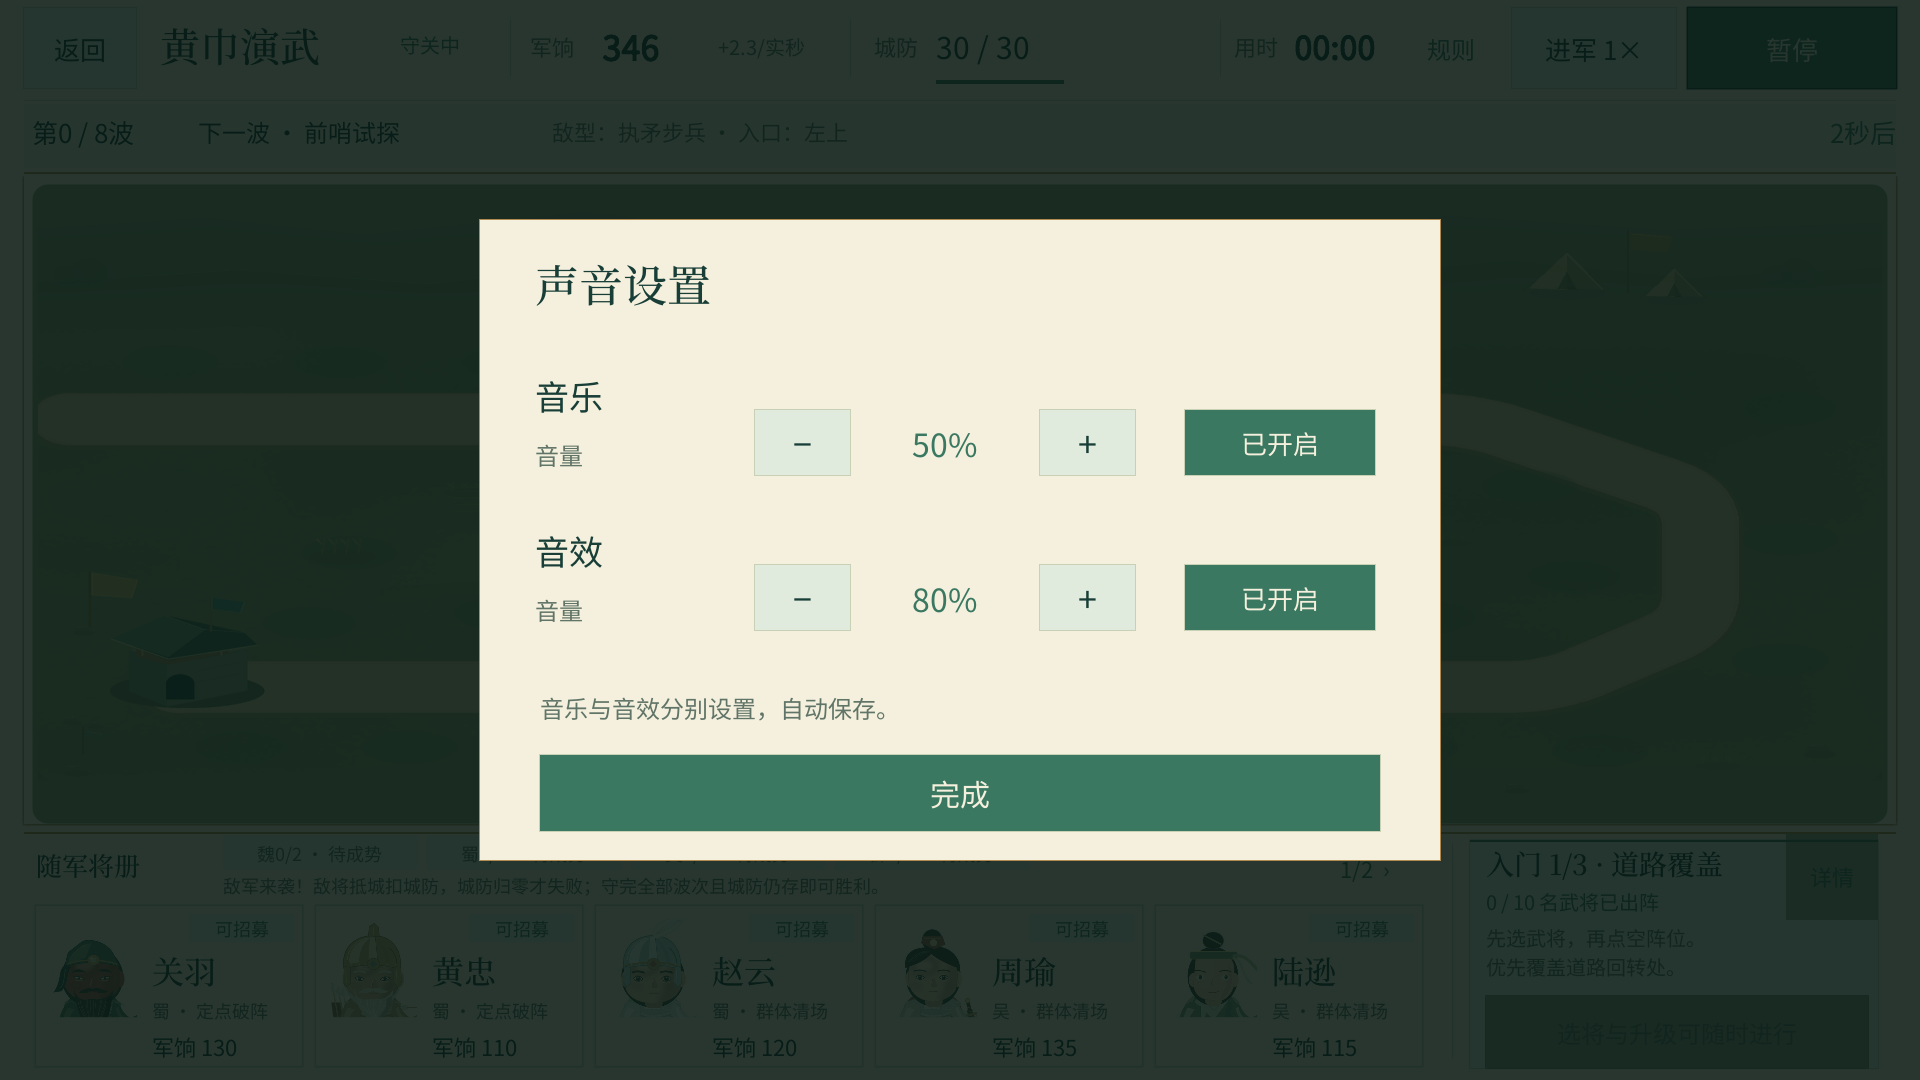 返回 黄巾演武 守关中 军饷 346 +2.3/实秒 城防 30 / 30 用时 00:00 规则 进军 1× 暂停
第0 / 8波 下一波 · 前哨试探 敌型：执矛步兵 · 入口：左上 2秒后
声音设置
音乐
音量 − 50% + 已开启
音效
音量 − 80% + 已开启
音乐与音效分别设置，自动保存。
完成
随军将册 魏0/2 · 待成势 蜀 1/2 ›
敌军来袭！敌将抵城扣城防，城防归零才失败；守完全部波次且城防仍存即可胜利。
可招募 可招募 可招募 可招募 可招募
关羽 黄忠 赵云 周瑜 陆逊
蜀 · 定点破阵 蜀 · 定点破阵 蜀 · 群体清场 吴 · 群体清场 吴 · 群体清场
军饷 130 军饷 110 军饷 120 军饷 135 军饷 115
入门 1/3 · 道路覆盖 详情
0 / 10 名武将已出阵
先选武将，再点空阵位。
优先覆盖道路回转处。
选将与升级可随时进行